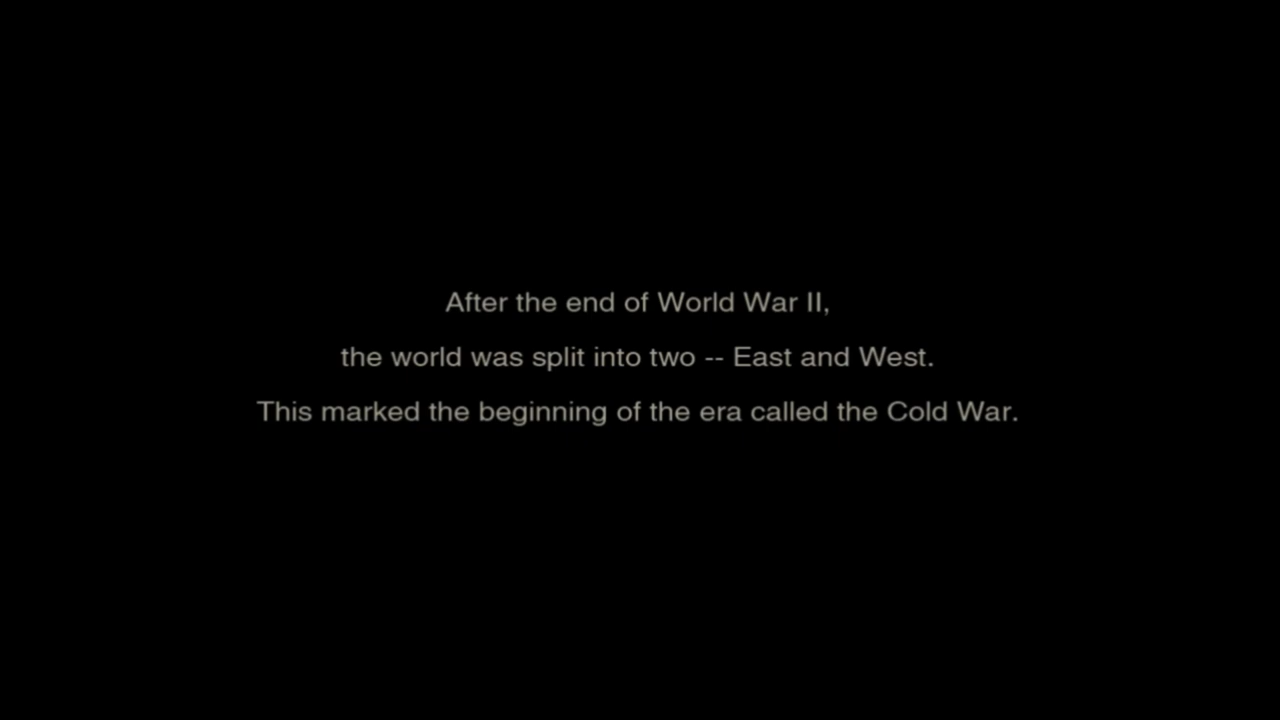 After the end of World War II,
the world was split into two -- East and West.
This marked the beginning of the era called the Cold War.